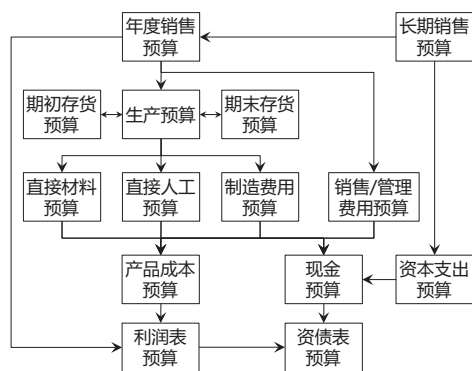 年度销售
预算
长期销售
预算
期初存货
预算
生产预算
期末存货
预算
直接材料
预算
直接人工
预算
制造费用
预算
销售/管理
费用预算
产品成本
预算
现金
预算
资本支出
预算
利润表
预算
资债表
预算